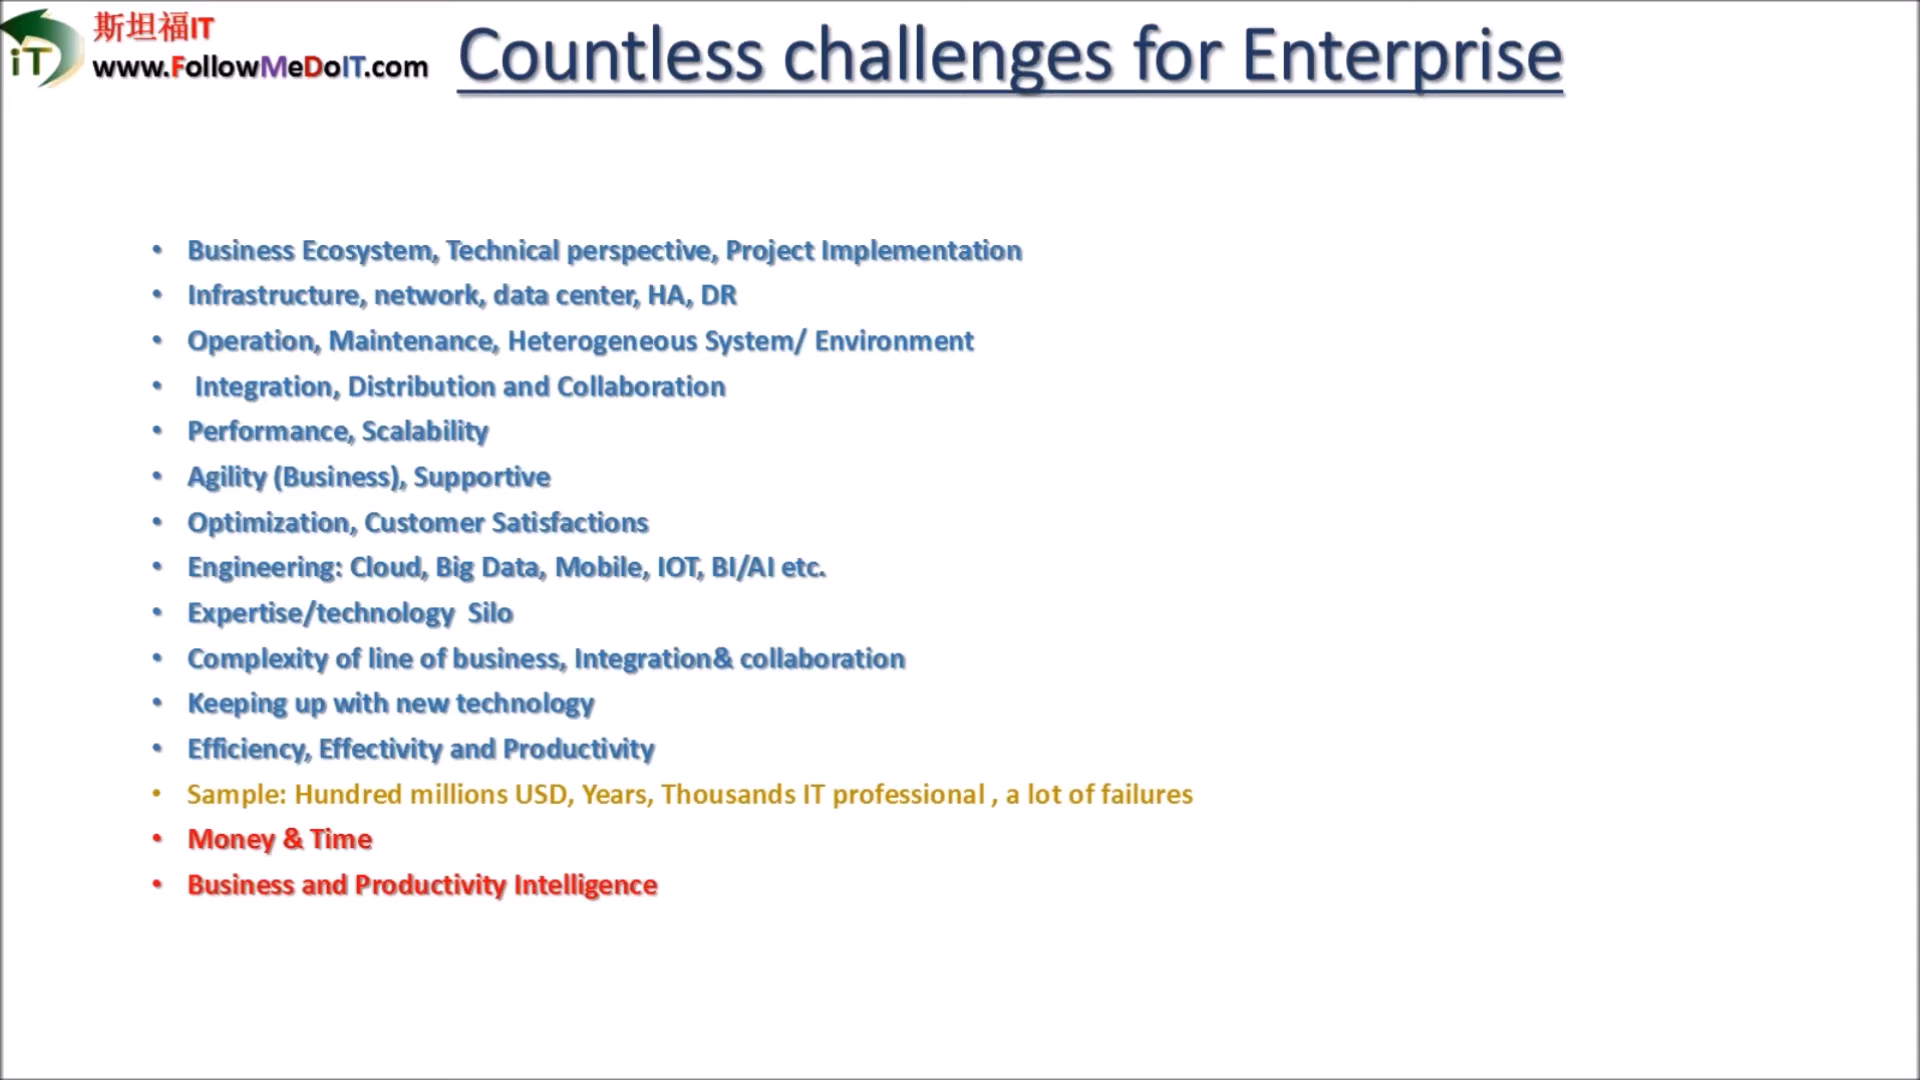 iT
斯坦福IT
www.FollowMeDoIT.com
Countless challenges for Enterprise
• Business Ecosystem, Technical perspective, Project Implementation
• Infrastructure, network, data center, HA, DR
• Operation, Maintenance, Heterogeneous System/ Environment
• Integration, Distribution and Collaboration
• Performance, Scalability
• Agility (Business), Supportive
• Optimization, Customer Satisfactions
• Engineering: Cloud, Big Data, Mobile, IOT, BI/AI etc.
• Expertise/technology  Silo
• Complexity of line of business, Integration& collaboration
• Keeping up with new technology
• Efficiency, Effectivity and Productivity
• Sample: Hundred millions USD, Years, Thousands IT professional , a lot of failures
• Money & Time
• Business and Productivity Intelligence